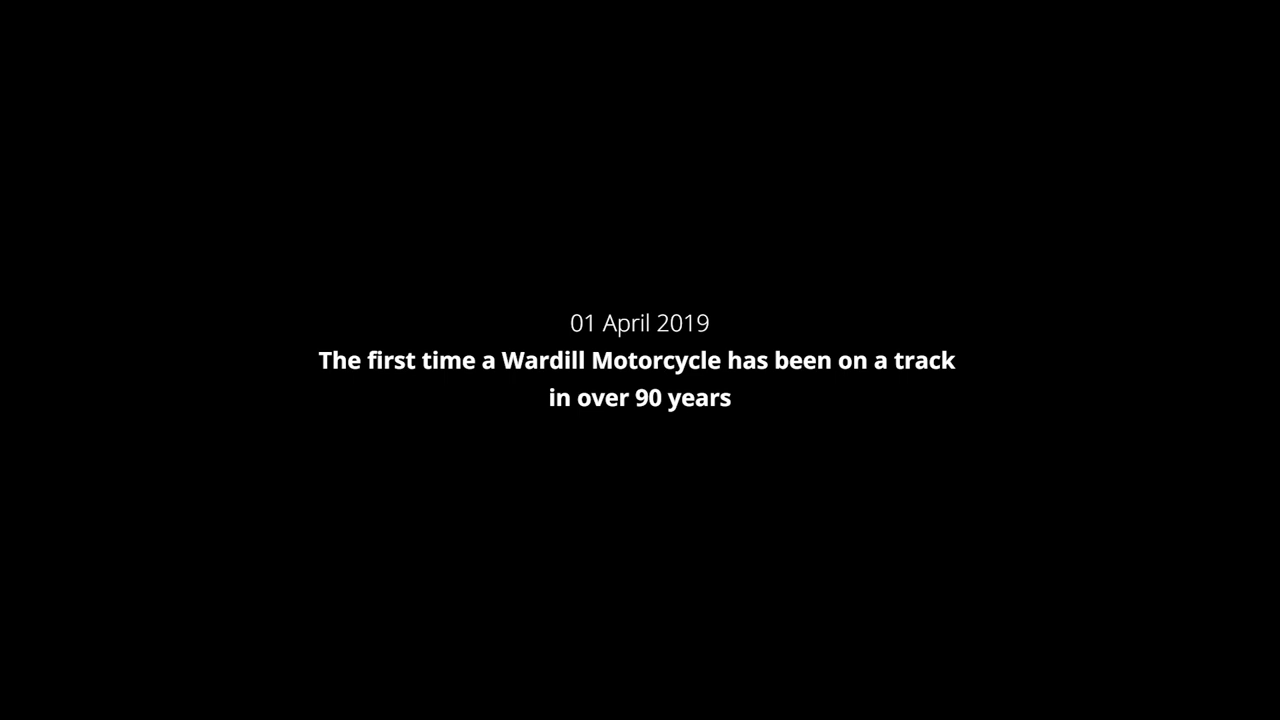 01 April 2019
The first time a Wardill Motorcycle has been on a track
in over 90 years